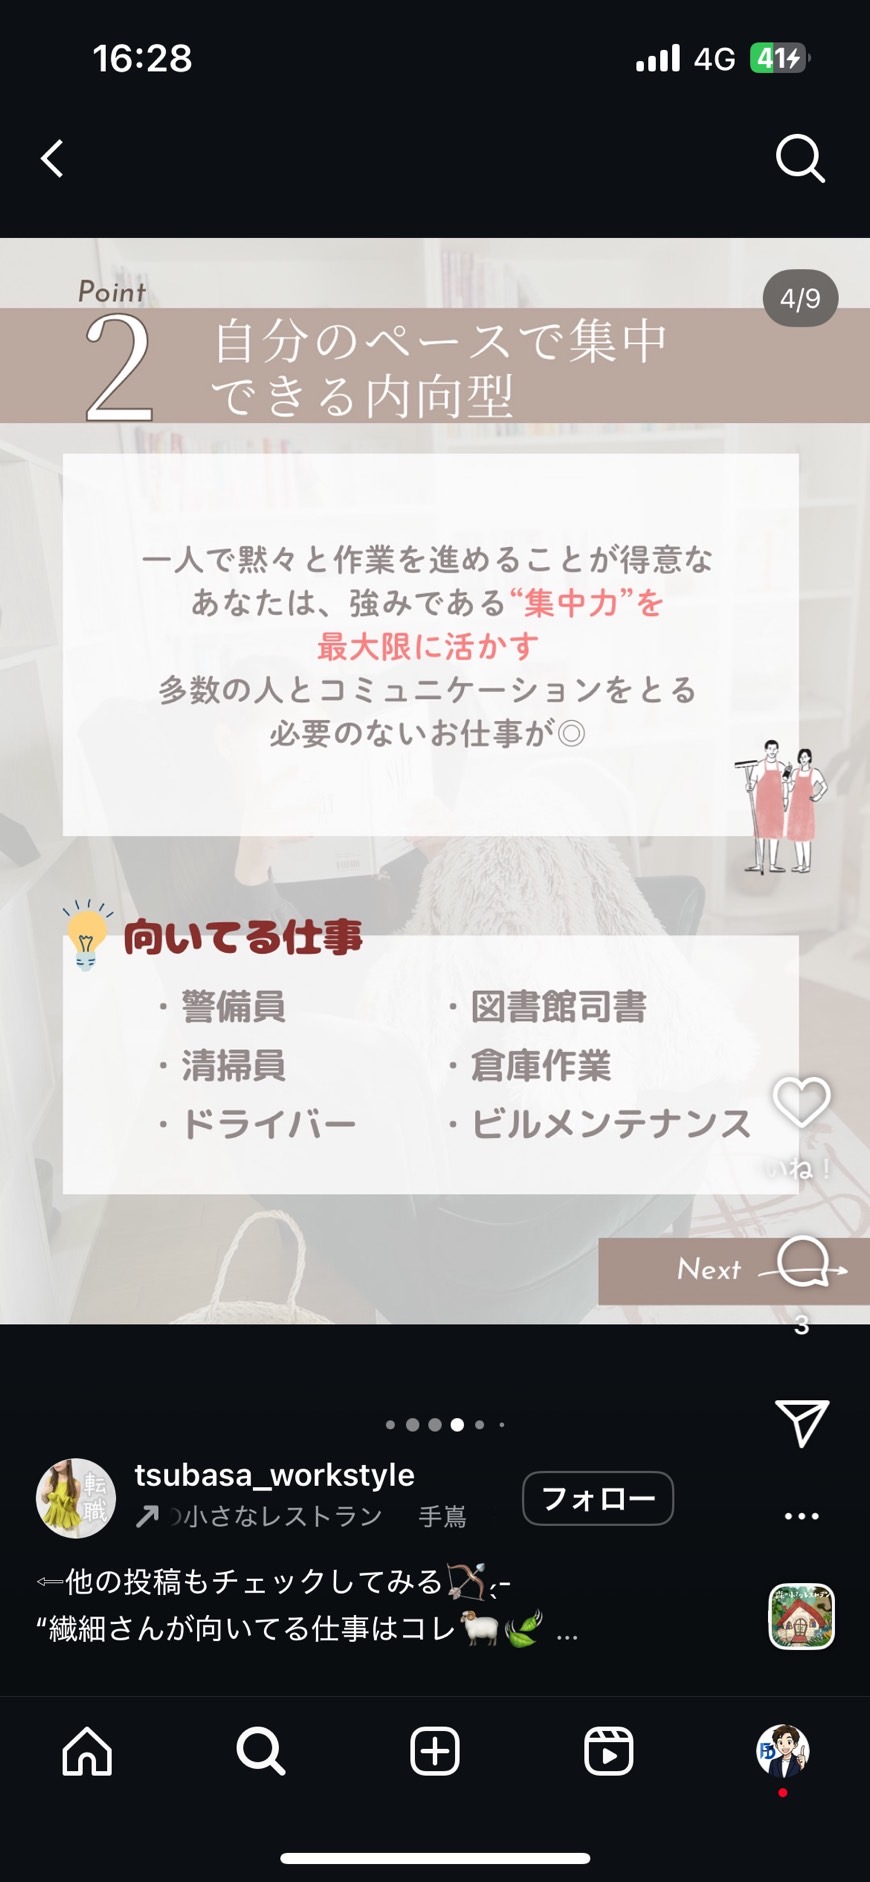 16:28
4G
41
Point
2
自分のペースで集中
できる内向型
4/9
一人で黙々と作業を進めることが得意な
あなたは、強みである“集中力”を
最大限に活かす
多数の人とコミュニケーションをとる
必要のないお仕事が◎
向いてる仕事
・警備員
・図書館司書
・清掃員
・倉庫作業
・ドライバー
・ビルメンテナンス
いいね！
Next
3
転職
tsubasa_workstyle
小さなレストラン 手嶌
フォロー
⇦他の投稿もチェックしてみる🏹 ˎˊ˗
“繊細さんが向いてる仕事はコレ🐏🍃 ...